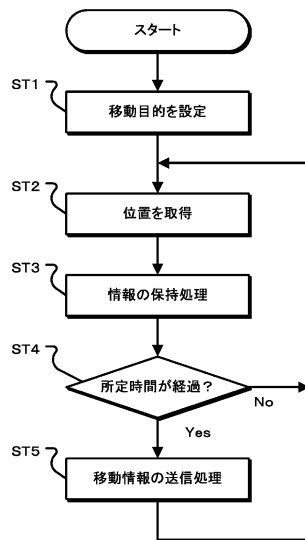 スタート
ST1
移動目的を設定
ST2
位置を取得
ST3
情報の保持処理
ST4
所定時間が経過?
No
Yes
ST5
移動情報の送信処理